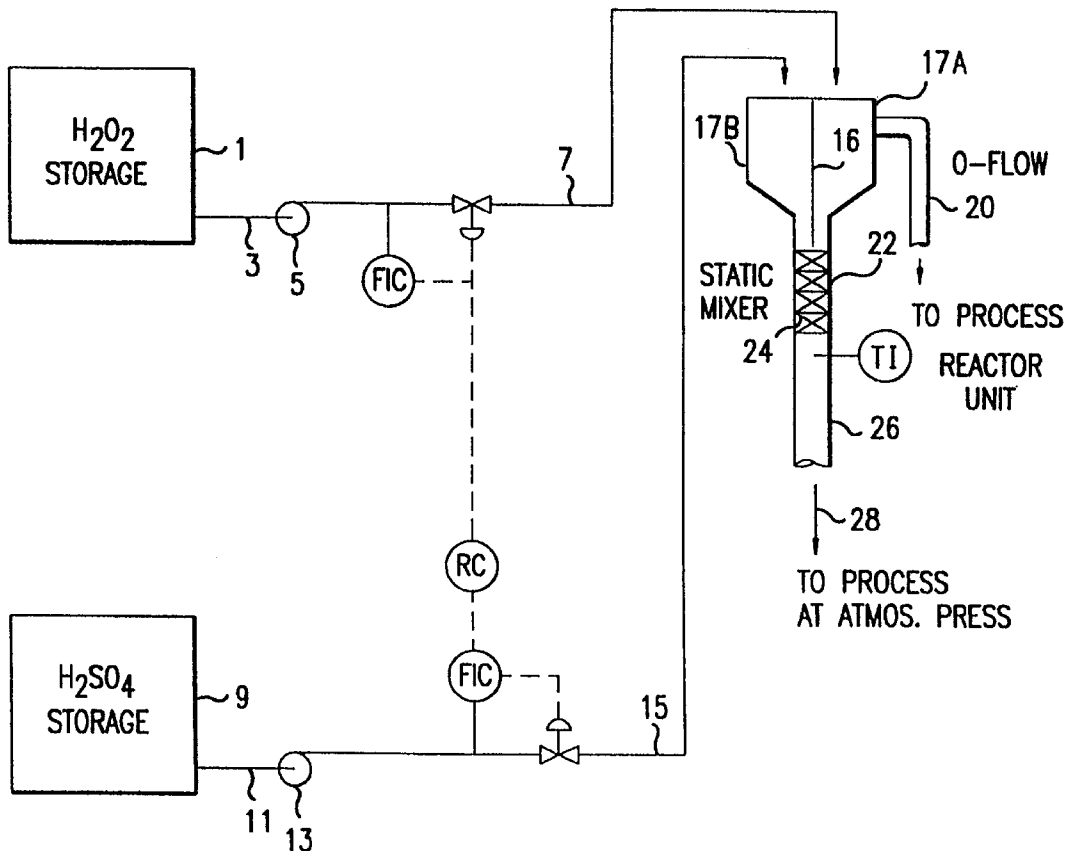 H2O2
STORAGE
1
3
5
7
FIC
17A
17B
16
O-FLOW
20
22
STATIC
MIXER
24
TO PROCESS
TI
REACTOR
UNIT
26
28
TO PROCESS
AT ATMOS. PRESS
RC
FIC
H2SO4
STORAGE
9
11
13
15